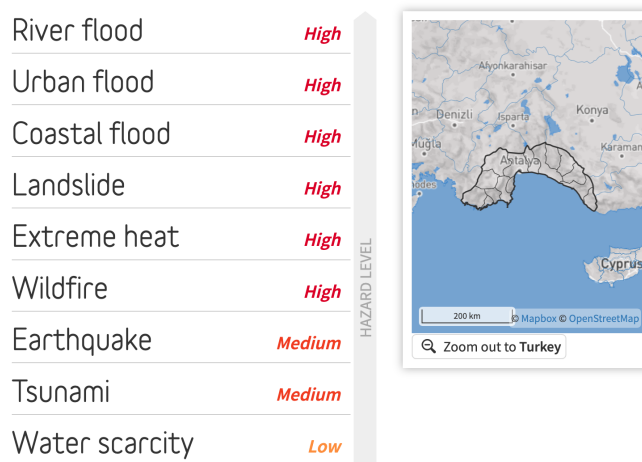 River flood
High
Urban flood
High
Coastal flood
High
Landslide
High
Extreme heat
High
Wildfire
High
Earthquake
Medium
Tsunami
Medium
Water scarcity
Low
HAZARD LEVEL
Afyonkarahisar
Denizli
Isparta
Konya
Muğla
Karaman
Antalya
Cyprus
200 km
© Mapbox © OpenStreetMap
Zoom out to Turkey